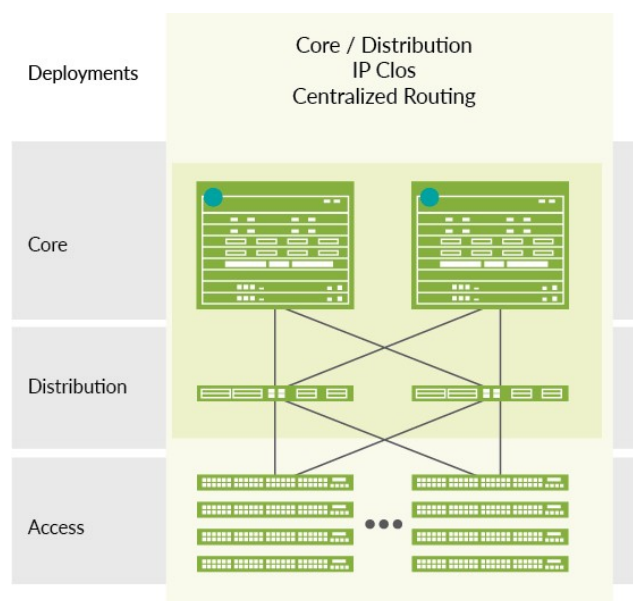 Deployments
Core / Distribution
IP Clos
Centralized Routing
Core
Distribution
Access